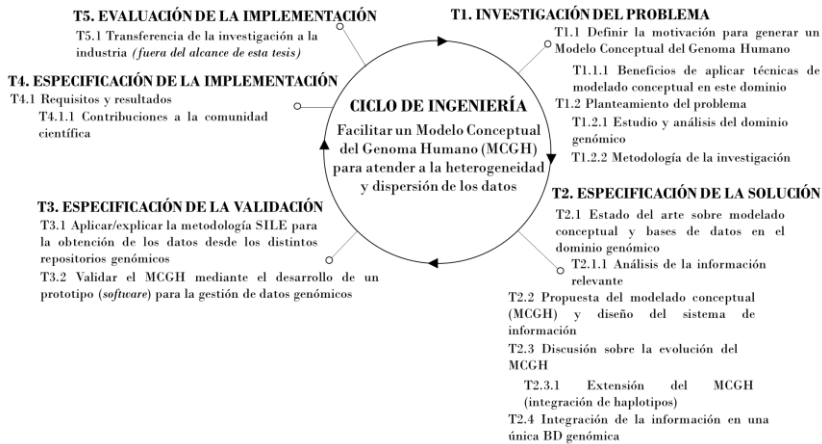 T5. EVALUACIÓN DE LA IMPLEMENTACIÓN
T5.1 Transferencia de la investigación a la
industria (fuera del alcance de esta tesis)
T4. ESPECIFICACIÓN DE LA IMPLEMENTACIÓN
T4.1 Requisitos y resultados
T4.1.1 Contribuciones a la comunidad
científica
T3. ESPECIFICACIÓN DE LA VALIDACIÓN
T3.1 Aplicar/explicar la metodología SILE para
la obtención de los datos desde los distintos
repositorios genómicos
T3.2 Validar el MCGH mediante el desarrollo de un
prototipo (software) para la gestión de datos genómicos
CICLO DE INGENIERÍA
Facilitar un Modelo Conceptual
del Genoma Humano (MCGH)
para atender a la heterogeneidad
y dispersión de los datos
T1. INVESTIGACIÓN DEL PROBLEMA
T1.1 Definir la motivación para generar un
Modelo Conceptual del Genoma Humano
T1.1.1 Beneficios de aplicar técnicas de
modelado conceptual en este dominio
T1.2 Planteamiento del problema
T1.2.1 Estudio y análisis del dominio
genómico
T1.2.2 Metodología de la investigación
T2. ESPECIFICACIÓN DE LA SOLUCIÓN
T2.1 Estado del arte sobre modelado
conceptual y bases de datos en el
dominio genómico
T2.1.1 Análisis de la información
relevante
T2.2 Propuesta del modelado conceptual
(MCGH) y diseño del sistema de
información
T2.3 Discusión sobre la evolución del
MCGH
T2.3.1 Extensión del MCGH
(integración de haplotipos)
T2.4 Integración de la información en una
única BD genómica